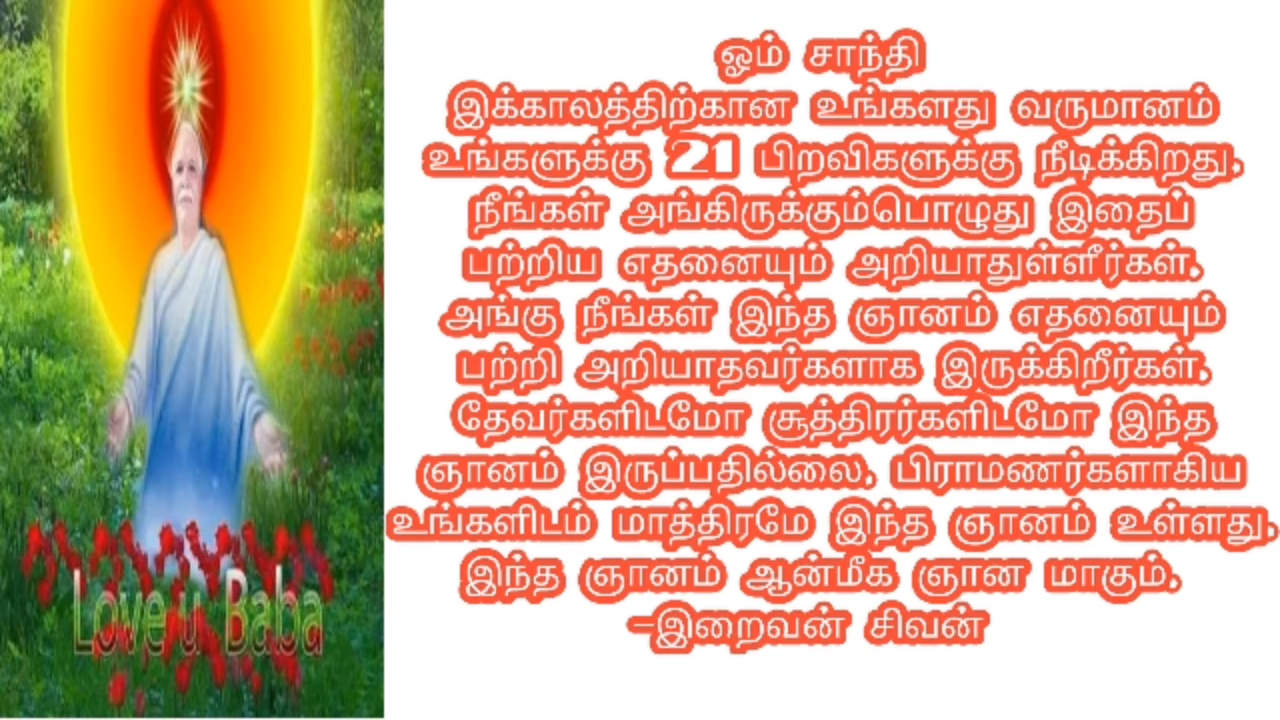 ஓம் சாந்தி
இக்காலத்திற்கான உங்களது வருமானம்
உங்களுக்கு 21 பிறவிகளுக்கு நீடிக்கிறது.
நீங்கள் அங்கிருக்கும்பொழுது இதைப்
பற்றிய எதனையும் அறியாதுள்ளீர்கள்.
அங்கு நீங்கள் இந்த ஞானம் எதனையும்
பற்றி அறியாதவர்களாக இருக்கிறீர்கள்.
தேவர்களிடமோ சூத்திரர்களிடமோ இந்த
ஞானம் இருப்பதில்லை. பிராமணர்களாகிய
உங்களிடம் மாத்திரமே இந்த ஞானம் உள்ளது.
இந்த ஞானம் ஆன்மீக ஞான மாகும்.
-இறைவன் சிவன்
Love u Baba